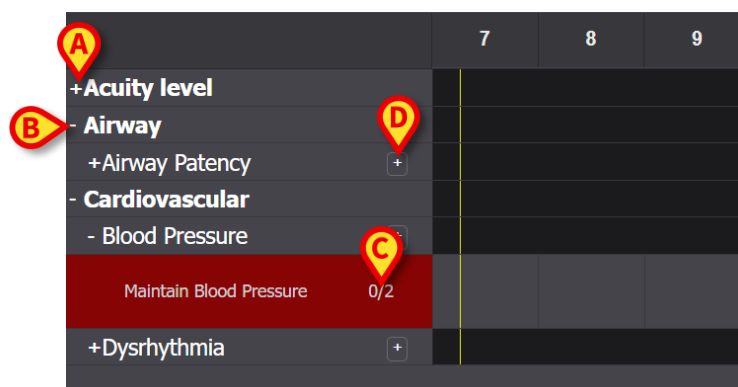 A
7 8 9
+Acuity level
B - Airway D
+Airway Patency +
- Cardiovascular
- Blood Pressure +
C
Maintain Blood Pressure 0/2
+Dysrhythmia +